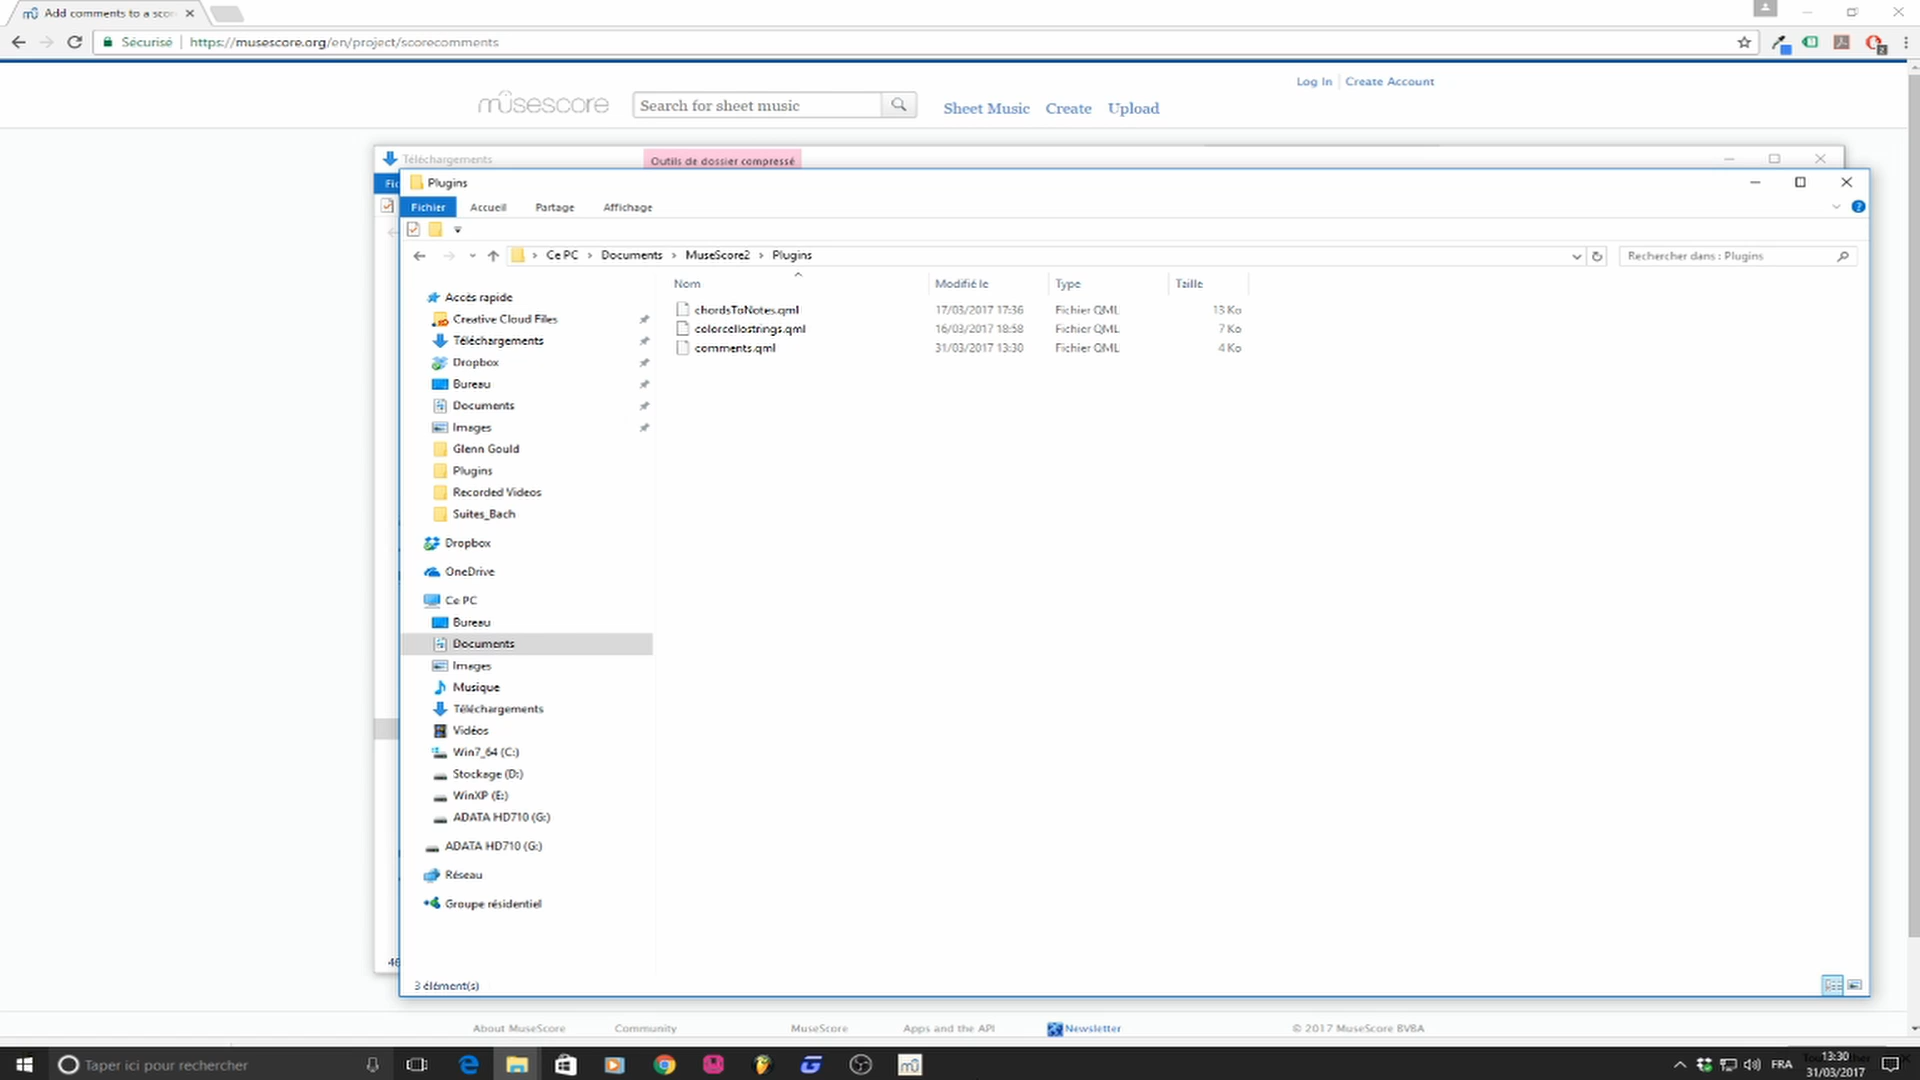 Add comments to a scor
Sécurisé https://musescore.org/en/project/scorecomments
Log In Create Account
musescore Search for sheet music Sheet Music Create Upload
Téléchargements Outils de dossier compressé
Fic
Plugins
Fichier Accueil Partage Affichage
Ce PC Documents MuseScore2 Plugins Rechercher dans : Plugins
Nom Modifié le Type Taille
chordsToNotes.qml 17/03/2017 17:36 Fichier QML 13 Ko
colorcellostrings.qml 16/03/2017 18:58 Fichier QML 7 Ko
comments.qml 31/03/2017 13:30 Fichier QML 4 Ko
Accès rapide
Creative Cloud Files
Téléchargements
Dropbox
Bureau
Documents
Images
Glenn Gould
Plugins
Recorded Videos
Suites_Bach
Dropbox
OneDrive
Ce PC
Bureau
Documents
Images
Musique
Téléchargements
Vidéos
Win7_64 (C:)
Stockage (D:)
WinXP (E:)
ADATA HD710 (G:)
ADATA HD710 (G:)
Réseau
Groupe résidentiel
46
3 élément(s)
About MuseScore Community MuseScore Apps and the API Newsletter © 2017 MuseScore BVBA
Taper ici pour rechercher FRA 13:30
31/03/2017